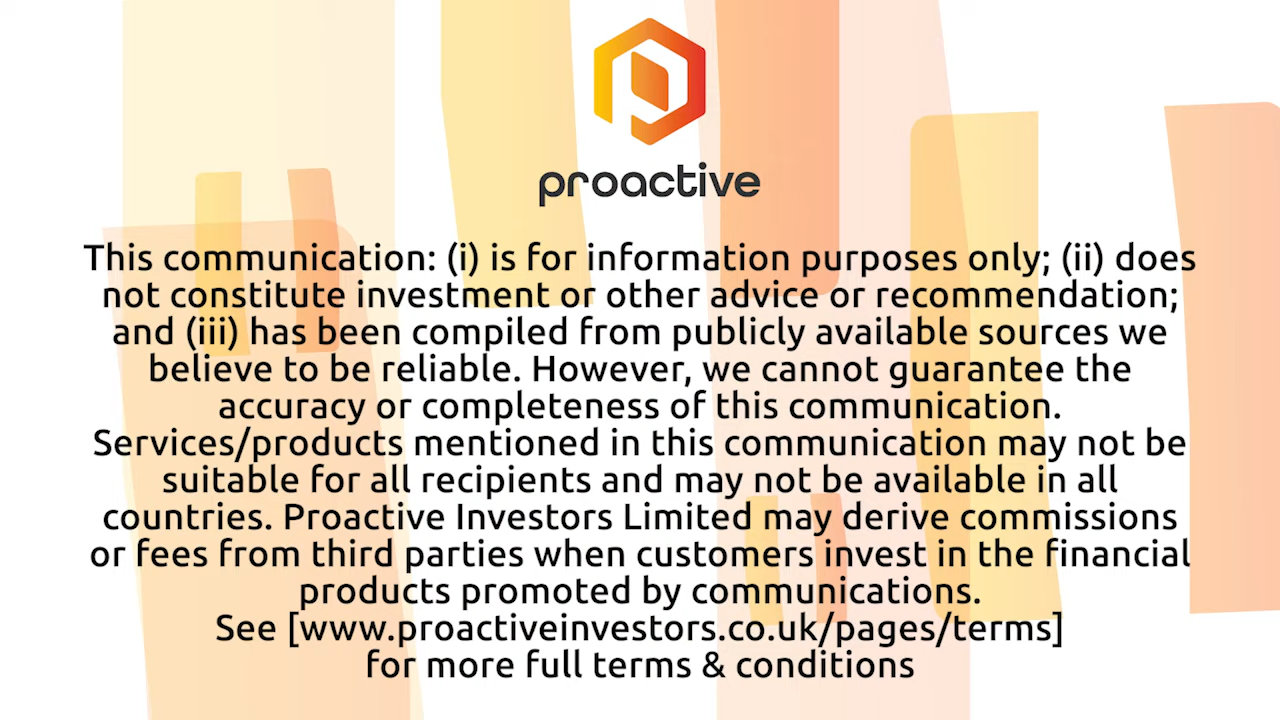 proactive
This communication: (i) is for information purposes only; (ii) does
not constitute investment or other advice or recommendation;
and (iii) has been compiled from publicly available sources we
believe to be reliable. However, we cannot guarantee the
accuracy or completeness of this communication.
Services/products mentioned in this communication may not be
suitable for all recipients and may not be available in all
countries. Proactive Investors Limited may derive commissions
or fees from third parties when customers invest in the financial
products promoted by communications.
See [www.proactiveinvestors.co.uk/pages/terms]
for more full terms & conditions